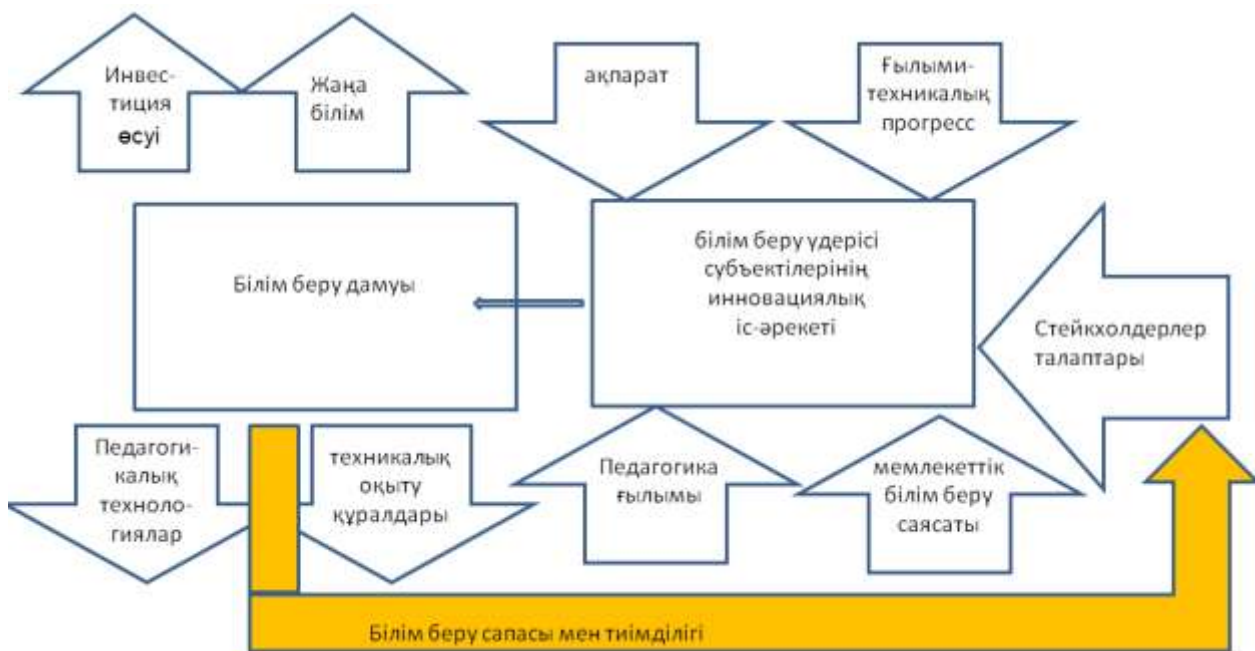 Инвес-
тиция
өсуі
Жаңа
білім
ақпарат
Ғылыми-
техникалық
прогресс
Білім беру дамуы
білім беру үдерісі
субъектілерінің
инновациялық
іс-әрекеті
Стейкхолдерлер
талаптары
Педагоги-
калық
техноло-
гиялар
техникалық
оқыту
құралдары
Педагогика
ғылымы
мемлекеттік
білім беру
саясаты
Білім беру сапасы мен тиімділігі